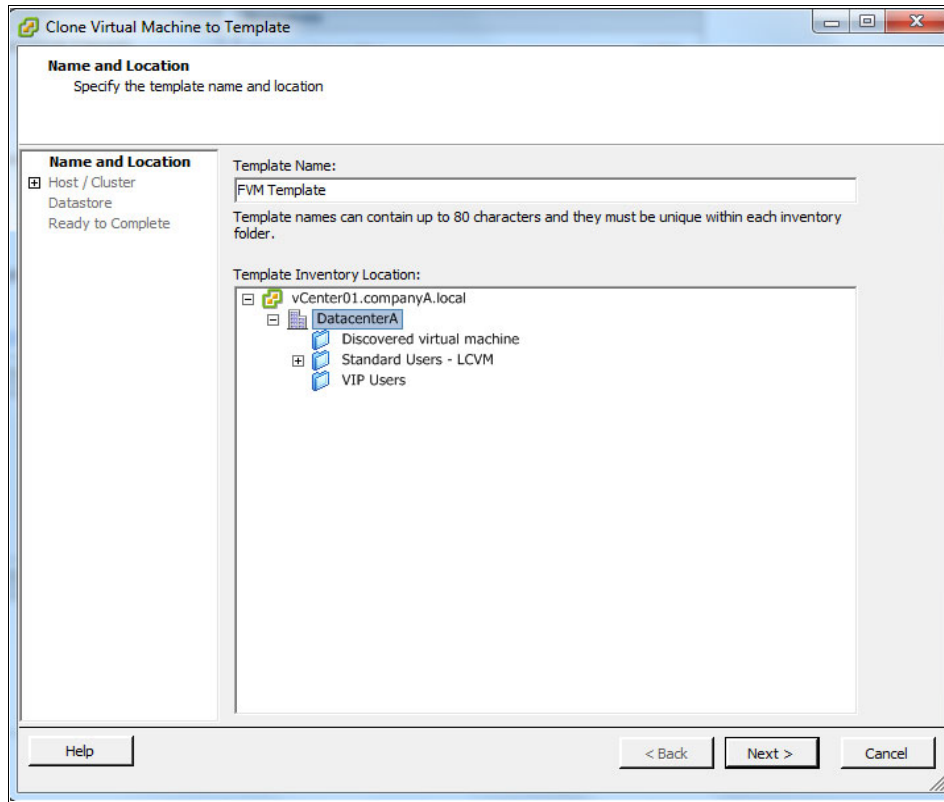 Clone Virtual Machine to Template
Name and Location
Specify the template name and location
Name and Location
Host / Cluster
Datastore
Ready to Complete
Template Name:
FVM Template
Template names can contain up to 80 characters and they must be unique within each inventory
folder.
Template Inventory Location:
vCenter01.companyA.local
DatacenterA
Discovered virtual machine
Standard Users - LCVM
VIP Users
Help
< Back
Next >
Cancel